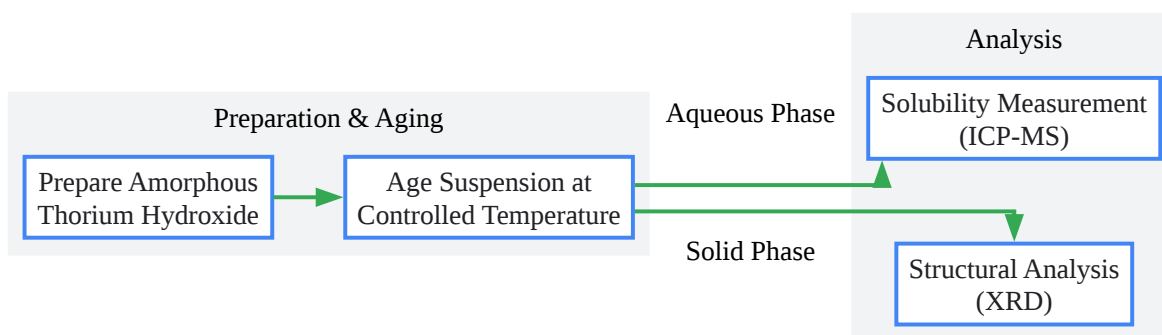 Preparation & Aging
Prepare Amorphous
Thorium Hydroxide
Age Suspension at
Controlled Temperature
Aqueous Phase
Solid Phase
Analysis
Solubility Measurement
(ICP-MS)
Structural Analysis
(XRD)